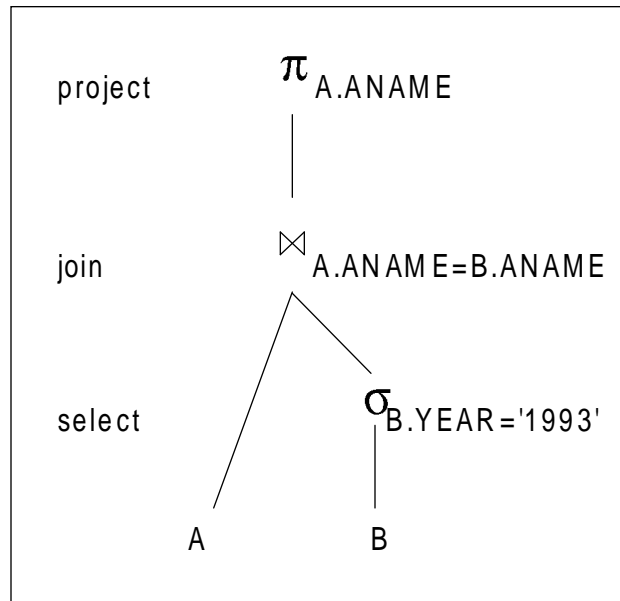 project π A.ANAME
join ⋈ A.ANAME=B.ANAME
select σ B.YEAR='1993'
A B